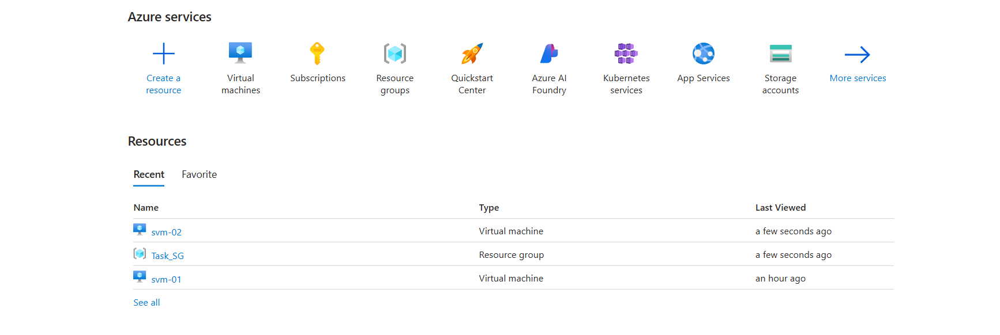 Azure services
Create a
resource
Virtual
machines
Subscriptions
Resource
groups
Quickstart
Center
Azure AI
Foundry
Kubernetes
services
App Services
Storage
accounts
More services
Resources
Recent Favorite
Name Type Last Viewed
svm-02 Virtual machine a few seconds ago
Task_SG Resource group a few seconds ago
svm-01 Virtual machine an hour ago
See all